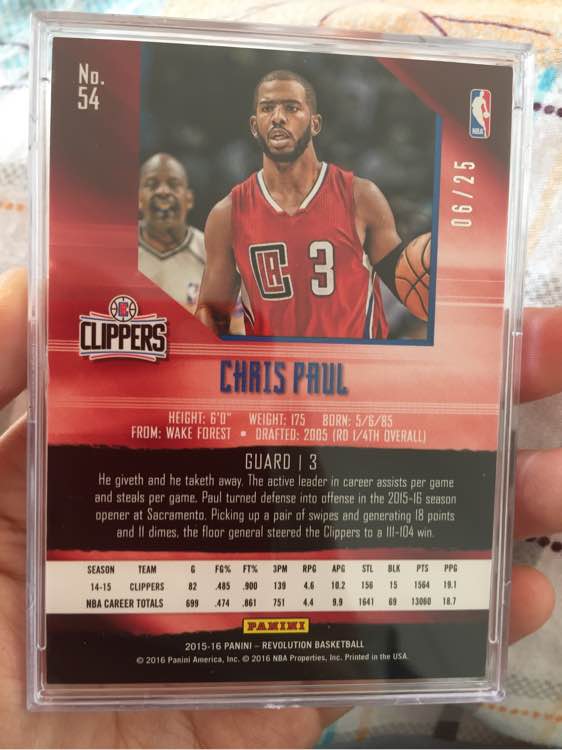 No.
54
NBA
06/25
3
CLIPPERS
CHRIS PAUL
HEIGHT: 6'0" WEIGHT: 175 BORN: 5/6/85
FROM: WAKE FOREST • DRAFTED: 2005 (RD 1/4TH OVERALL)
GUARD | 3
He giveth and he taketh away. The active leader in career assists per game
and steals per game. Paul turned defense into offense in the 2015-16 season
opener at Sacramento. Picking up a pair of swipes and generating 18 points
and 11 dimes, the floor general steered the Clippers to a 111-104 win.
SEASON TEAM G FG% FT% 3PM RPG APG STL BLK PTS PPG
14-15 CLIPPERS 82 .485 .900 139 4.6 10.2 156 15 1564 19.1
NBA CAREER TOTALS 699 .474 .861 751 4.4 9.9 1641 69 13060 18.7
PANINI
2015-16 PANINI – REVOLUTION BASKETBALL
© 2016 Panini America, Inc. © 2016 NBA Properties, Inc. Printed in the USA.